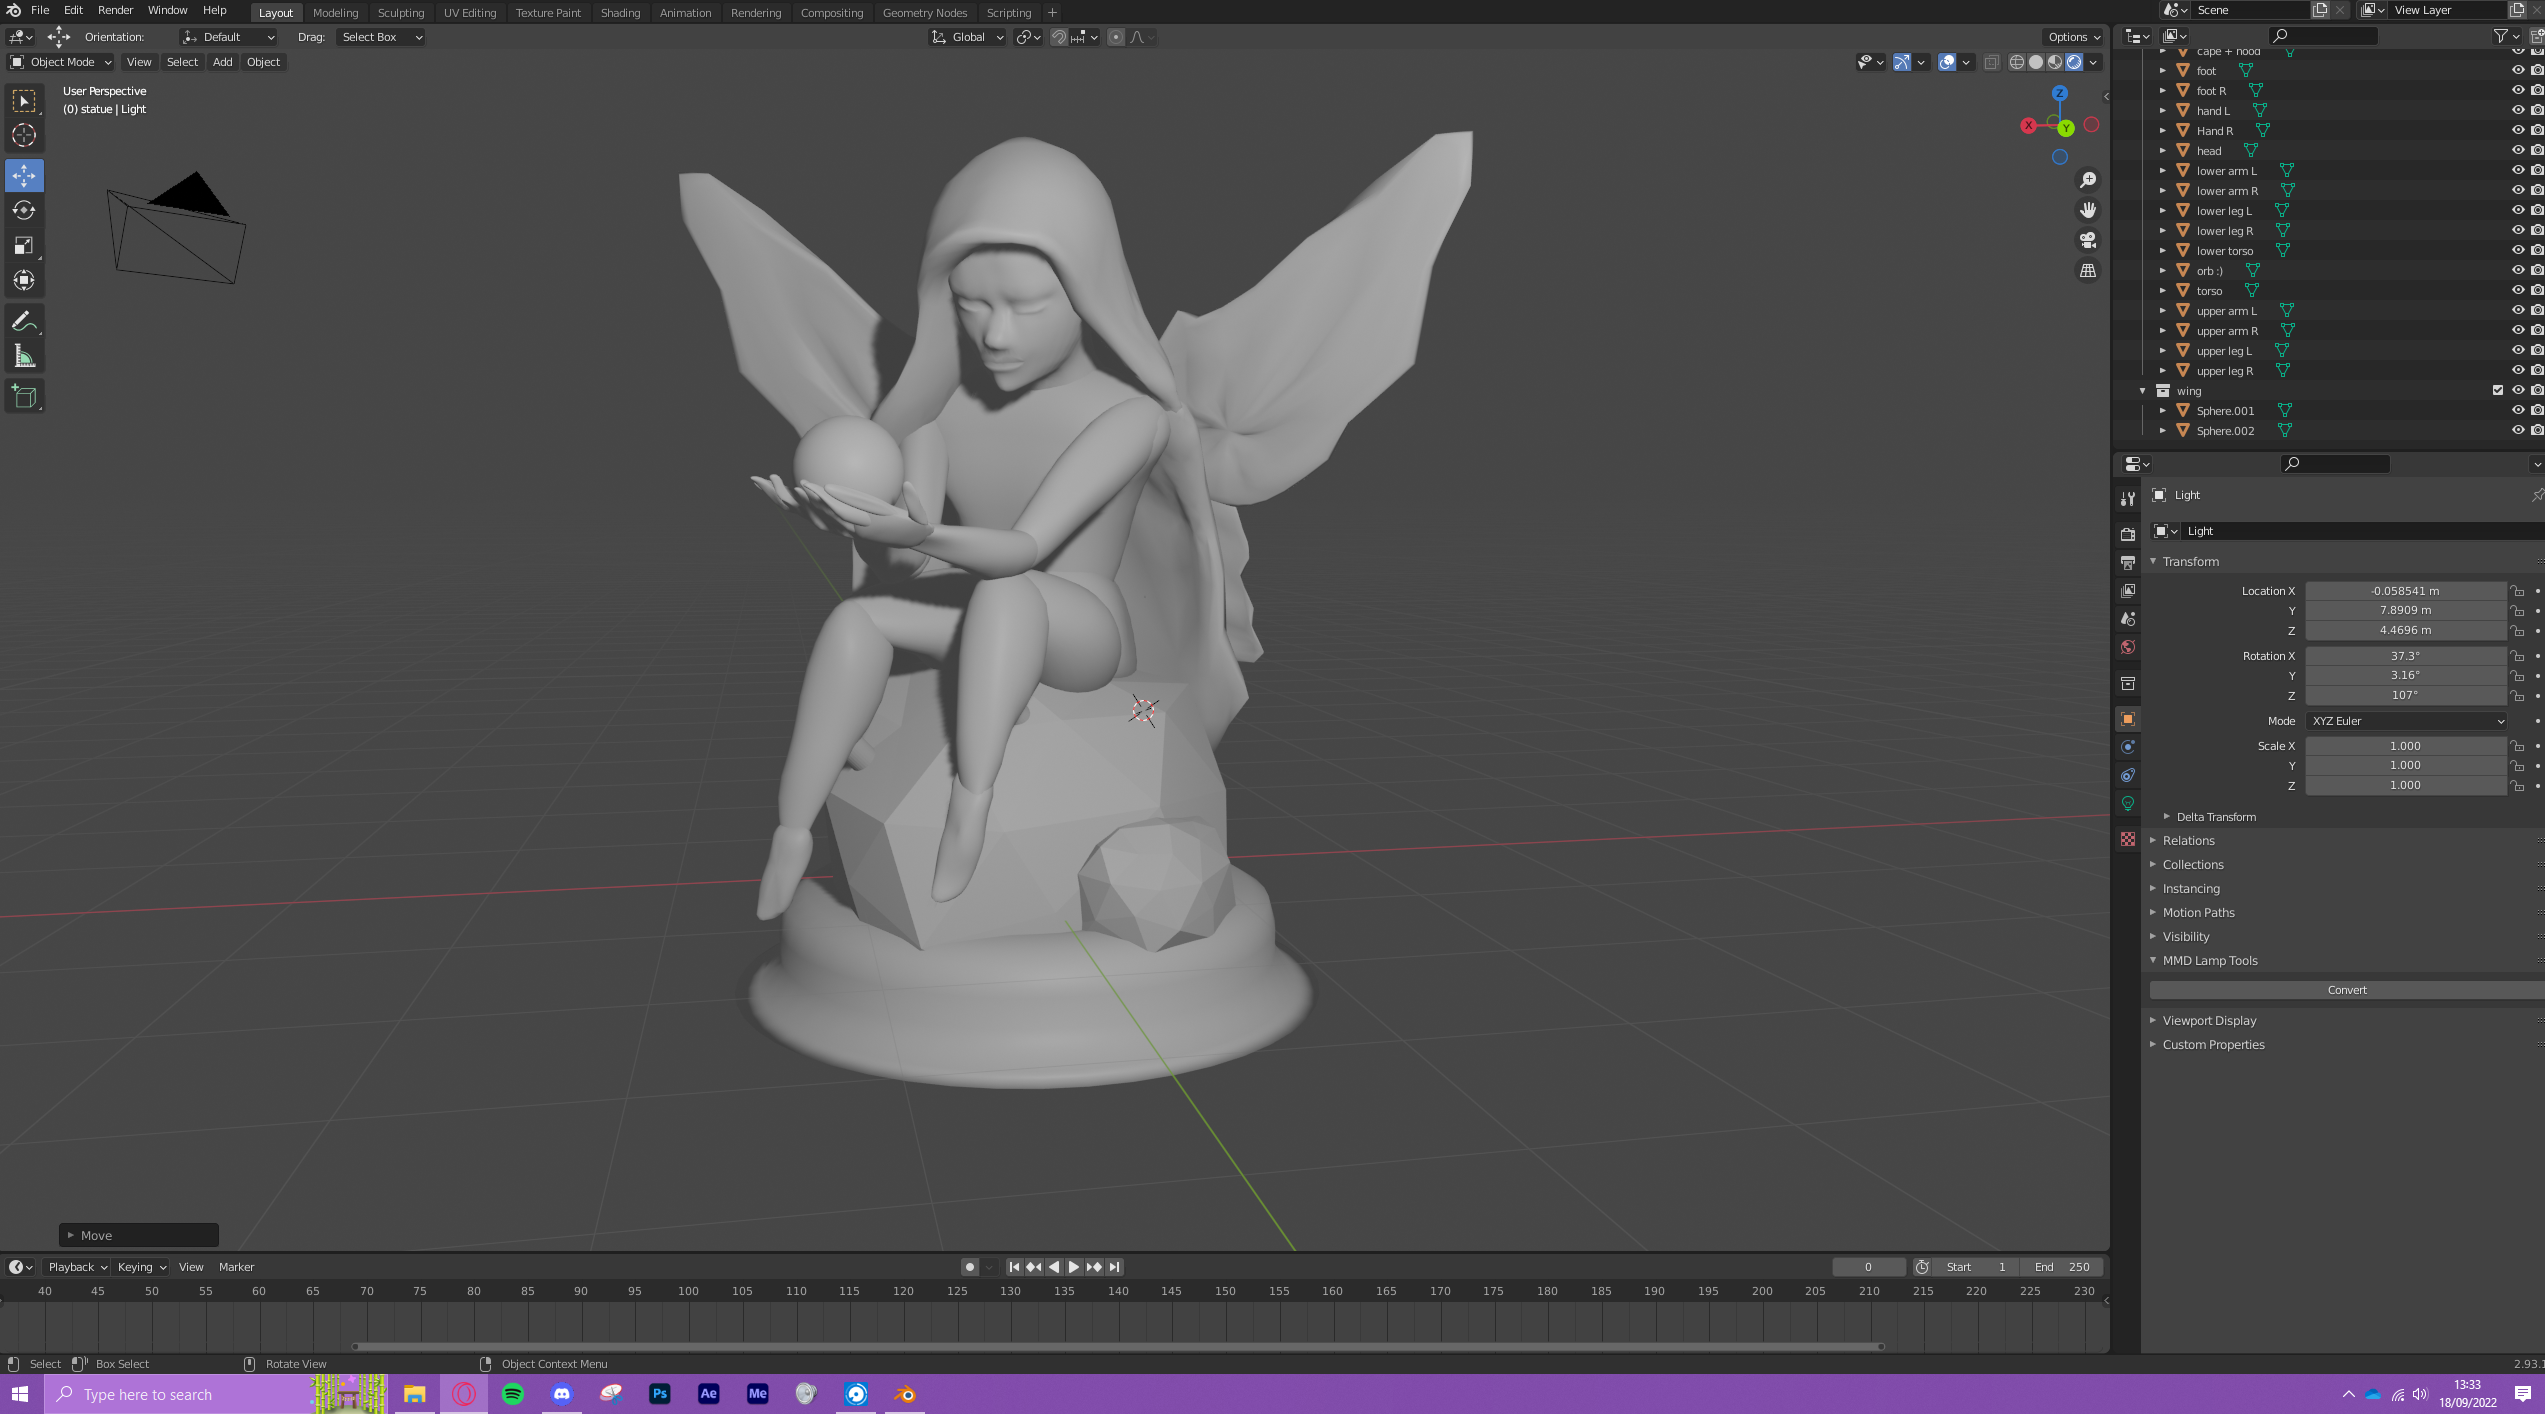 File Edit Render Window Help Layout Modeling Sculpting UV Editing Texture Paint Shading Animation Rendering Compositing Geometry Nodes Scripting + Scene View Layer
Orientation: Default Drag: Select Box Global Options
Object Mode View Select Add Object
User Perspective
(0) statue | Light
Z
X
Y
cape + hood
foot
foot R
hand L
Hand R
head
lower arm L
lower arm R
lower leg L
lower leg R
lower torso
orb :)
torso
upper arm L
upper arm R
upper leg L
upper leg R
wing
Sphere.001
Sphere.002
Light
Light
Transform
Location X -0.058541 m
Y 7.8909 m
Z 4.4696 m
Rotation X 37.3°
Y 3.16°
Z 107°
Mode XYZ Euler
Scale X 1.000
Y 1.000
Z 1.000
Delta Transform
Relations
Collections
Instancing
Motion Paths
Visibility
MMD Lamp Tools
Convert
Viewport Display
Custom Properties
Move
Playback Keying View Marker 0 Start 1 End 250
40 45 50 55 60 65 70 75 80 85 90 95 100 105 110 115 120 125 130 135 140 145 150 155 160 165 170 175 180 185 190 195 200 205 210 215 220 225 230
Select Box Select Rotate View Object Context Menu
Type here to search Ps Ae Me 13:33
18/09/2022